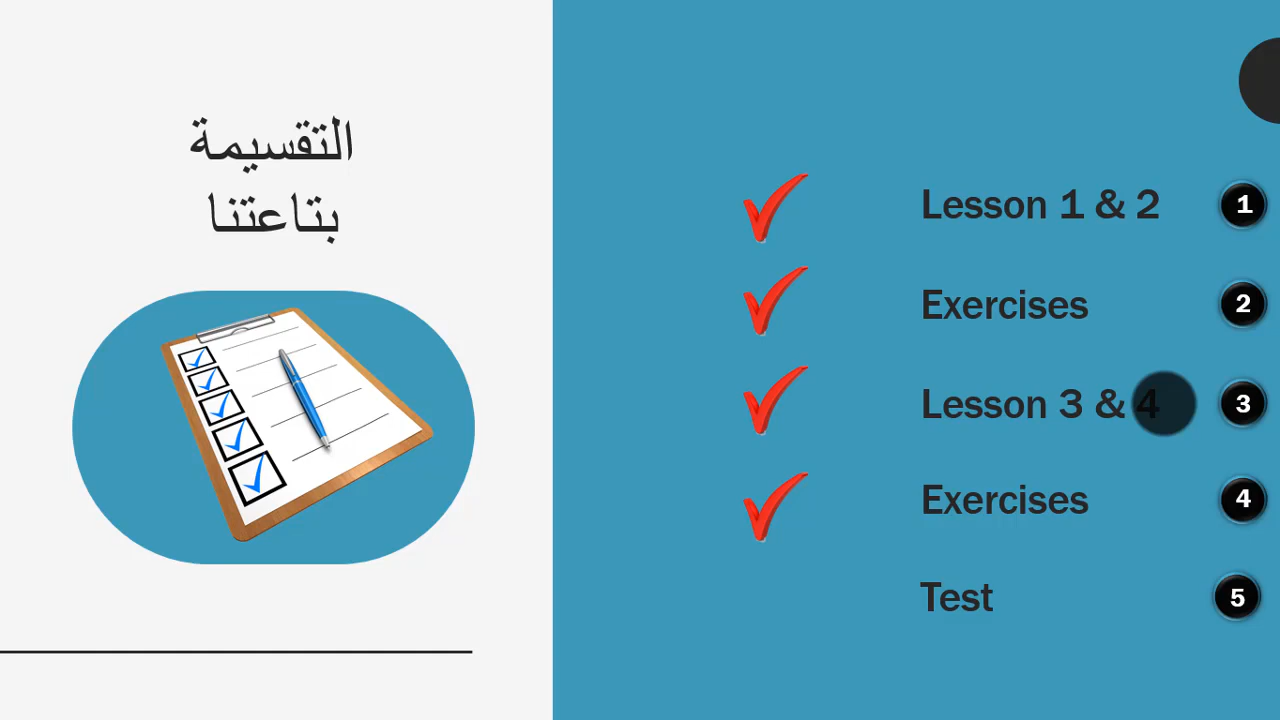 التقسيمة
بتاعتنا
Lesson 1 & 2 1
Exercises 2
Lesson 3 & 4 3
Exercises 4
Test 5